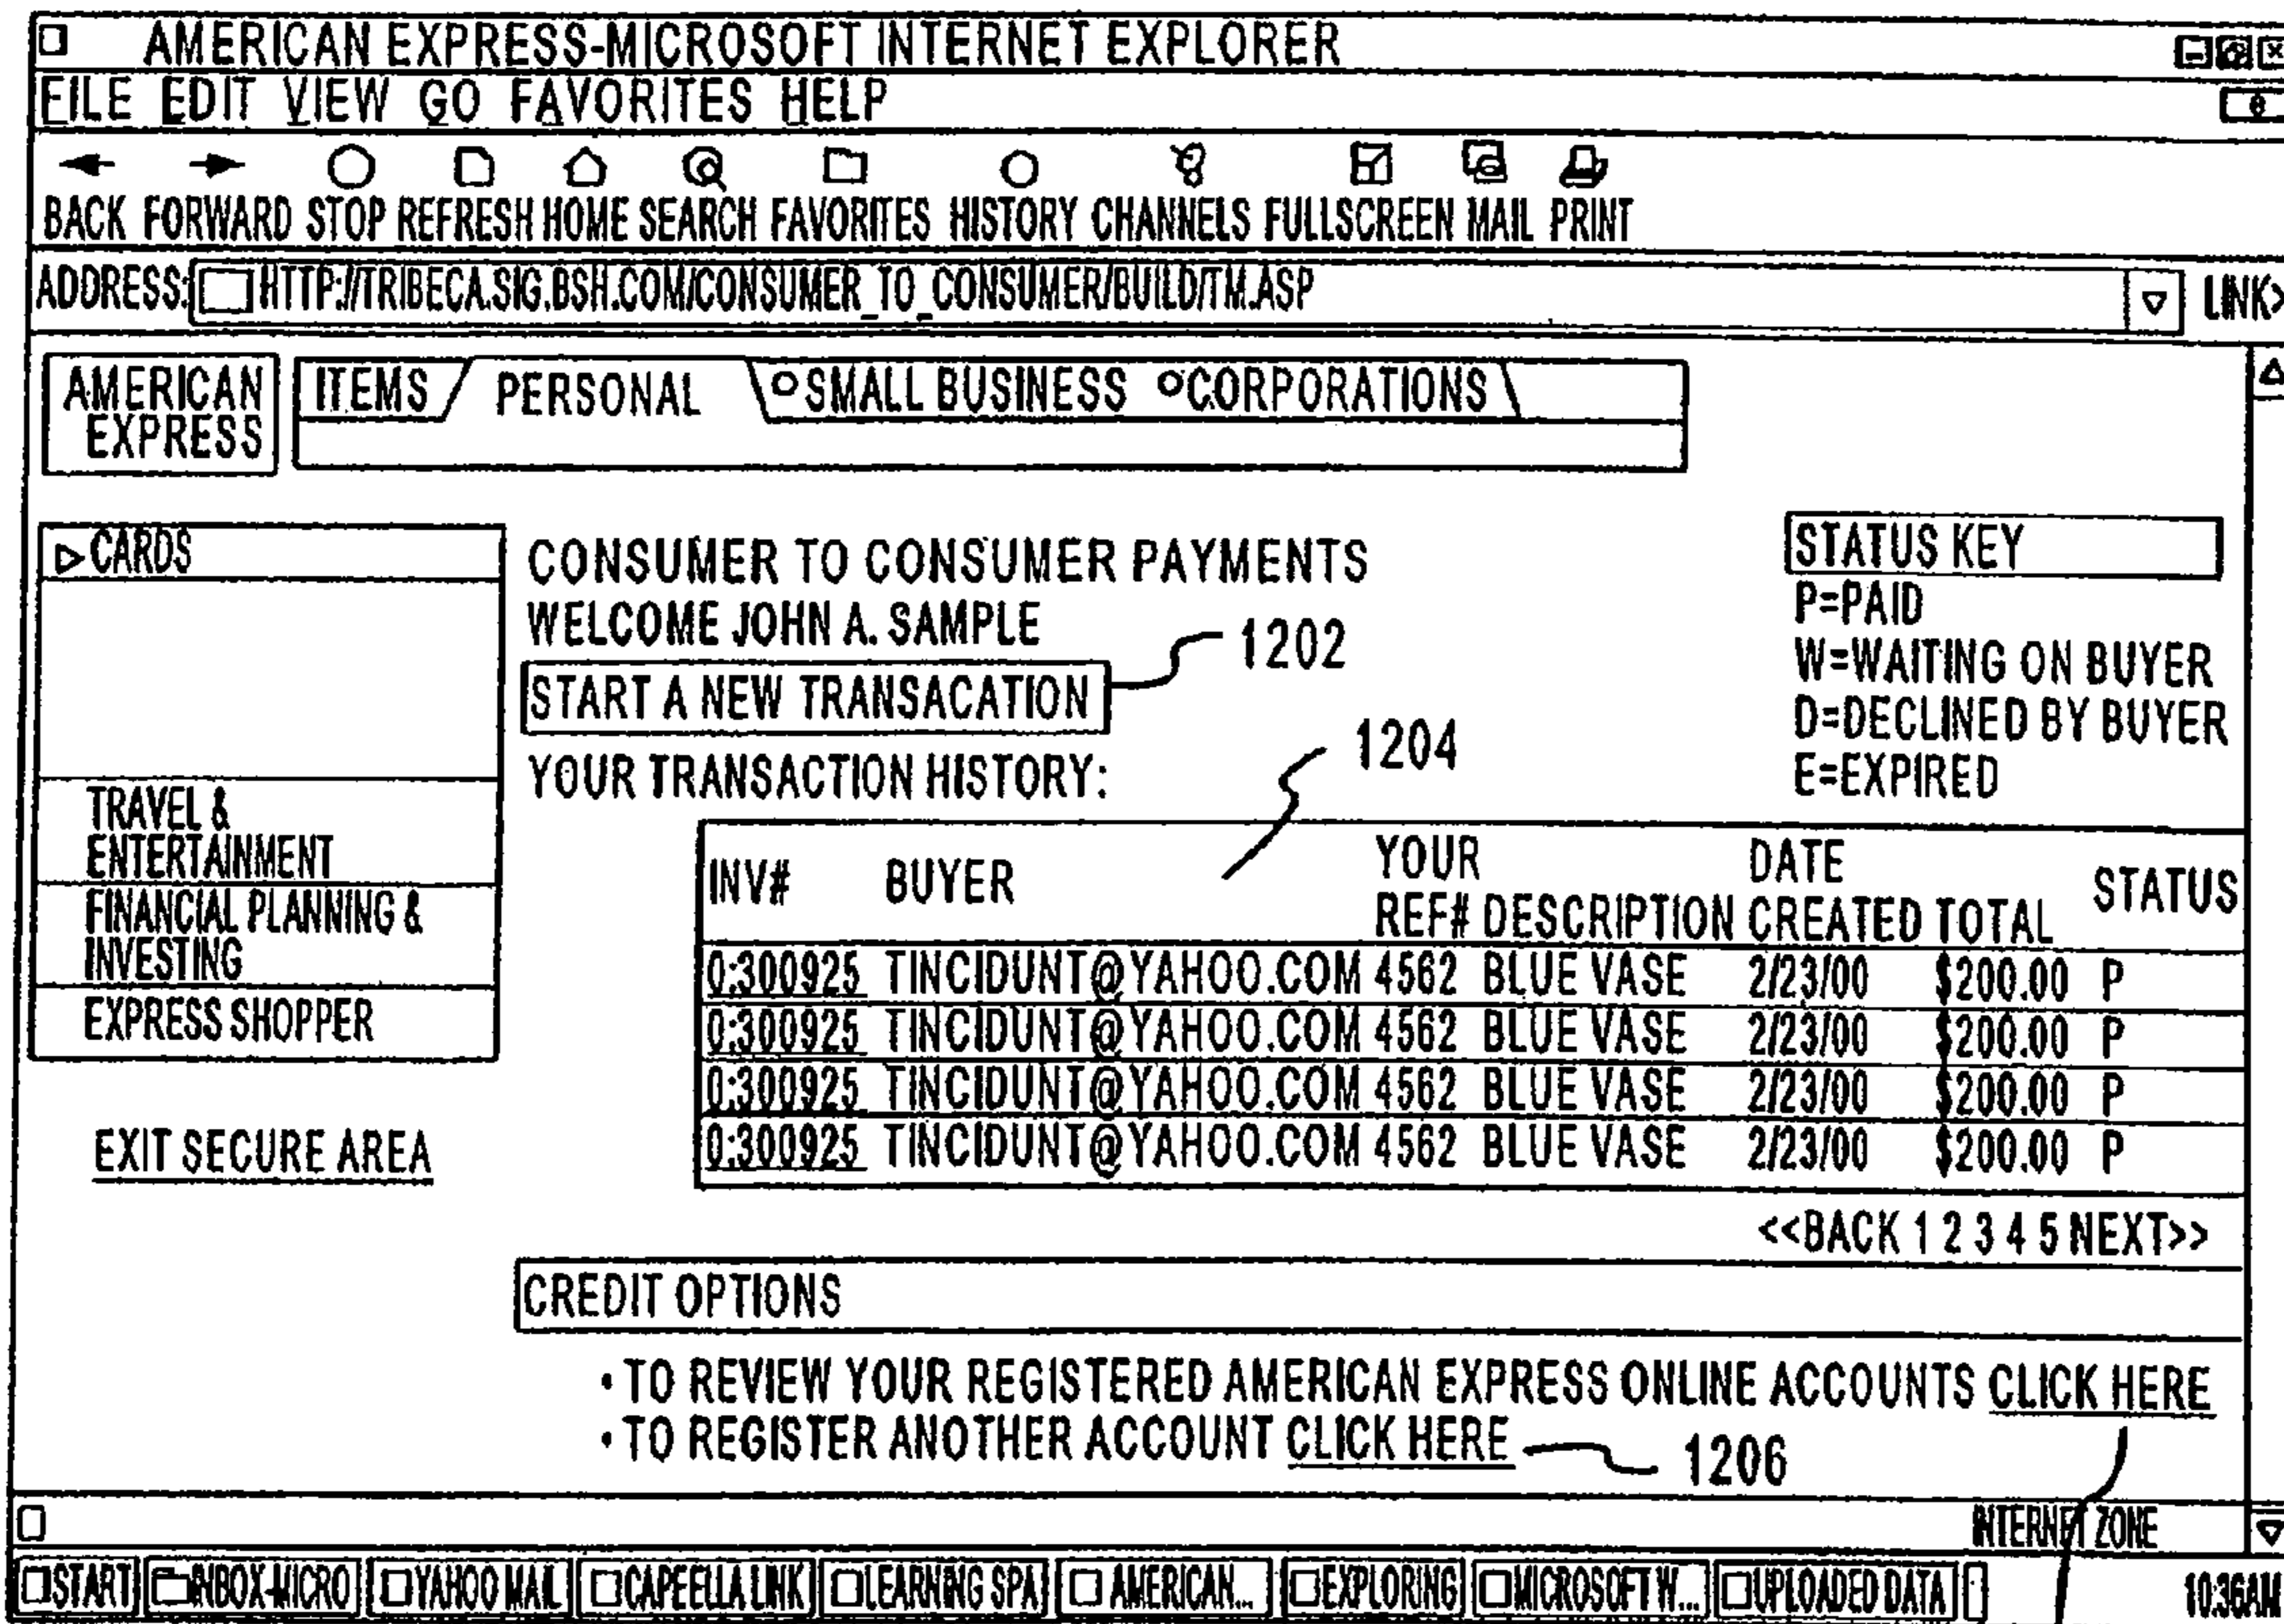 AMERICAN EXPRESS-MICROSOFT INTERNET EXPLORER
FILE EDIT VIEW GO FAVORITES HELP
BACK FORWARD STOP REFRESH HOME SEARCH FAVORITES HISTORY CHANNELS FULLSCREEN MAIL PRINT
ADDRESS: HTTP://TRIBECA.SIG.BSH.COM/CONSUMER_TO_CONSUMER/BUILD/TM.ASP LINK>
AMERICAN EXPRESS
ITEMS PERSONAL SMALL BUSINESS CORPORATIONS
CARDS
TRAVEL &
ENTERTAINMENT
FINANCIAL PLANNING &
INVESTING
EXPRESS SHOPPER
EXIT SECURE AREA
CONSUMER TO CONSUMER PAYMENTS
WELCOME JOHN A. SAMPLE
START A NEW TRANSACATION 1202
YOUR TRANSACTION HISTORY: 1204
STATUS KEY
P=PAID
W=WAITING ON BUYER
D=DECLINED BY BUYER
E=EXPIRED
INV# BUYER YOUR REF# DESCRIPTION DATE CREATED TOTAL STATUS
0:300925 TINCIDUNT@YAHOO.COM 4562 BLUE VASE 2/23/00 $200.00 P
0:300925 TINCIDUNT@YAHOO.COM 4562 BLUE VASE 2/23/00 $200.00 P
0:300925 TINCIDUNT@YAHOO.COM 4562 BLUE VASE 2/23/00 $200.00 P
0:300925 TINCIDUNT@YAHOO.COM 4562 BLUE VASE 2/23/00 $200.00 P
<<BACK 1 2 3 4 5 NEXT>>
CREDIT OPTIONS
• TO REVIEW YOUR REGISTERED AMERICAN EXPRESS ONLINE ACCOUNTS CLICK HERE
• TO REGISTER ANOTHER ACCOUNT CLICK HERE 1206
INTERNET ZONE
START INBOX-MICRO YAHOO MAIL CAPEELLA LINK LEARNING SPA AMERICAN... EXPLORING MICROSOFT W... UPLOADED DATA 10:36AM